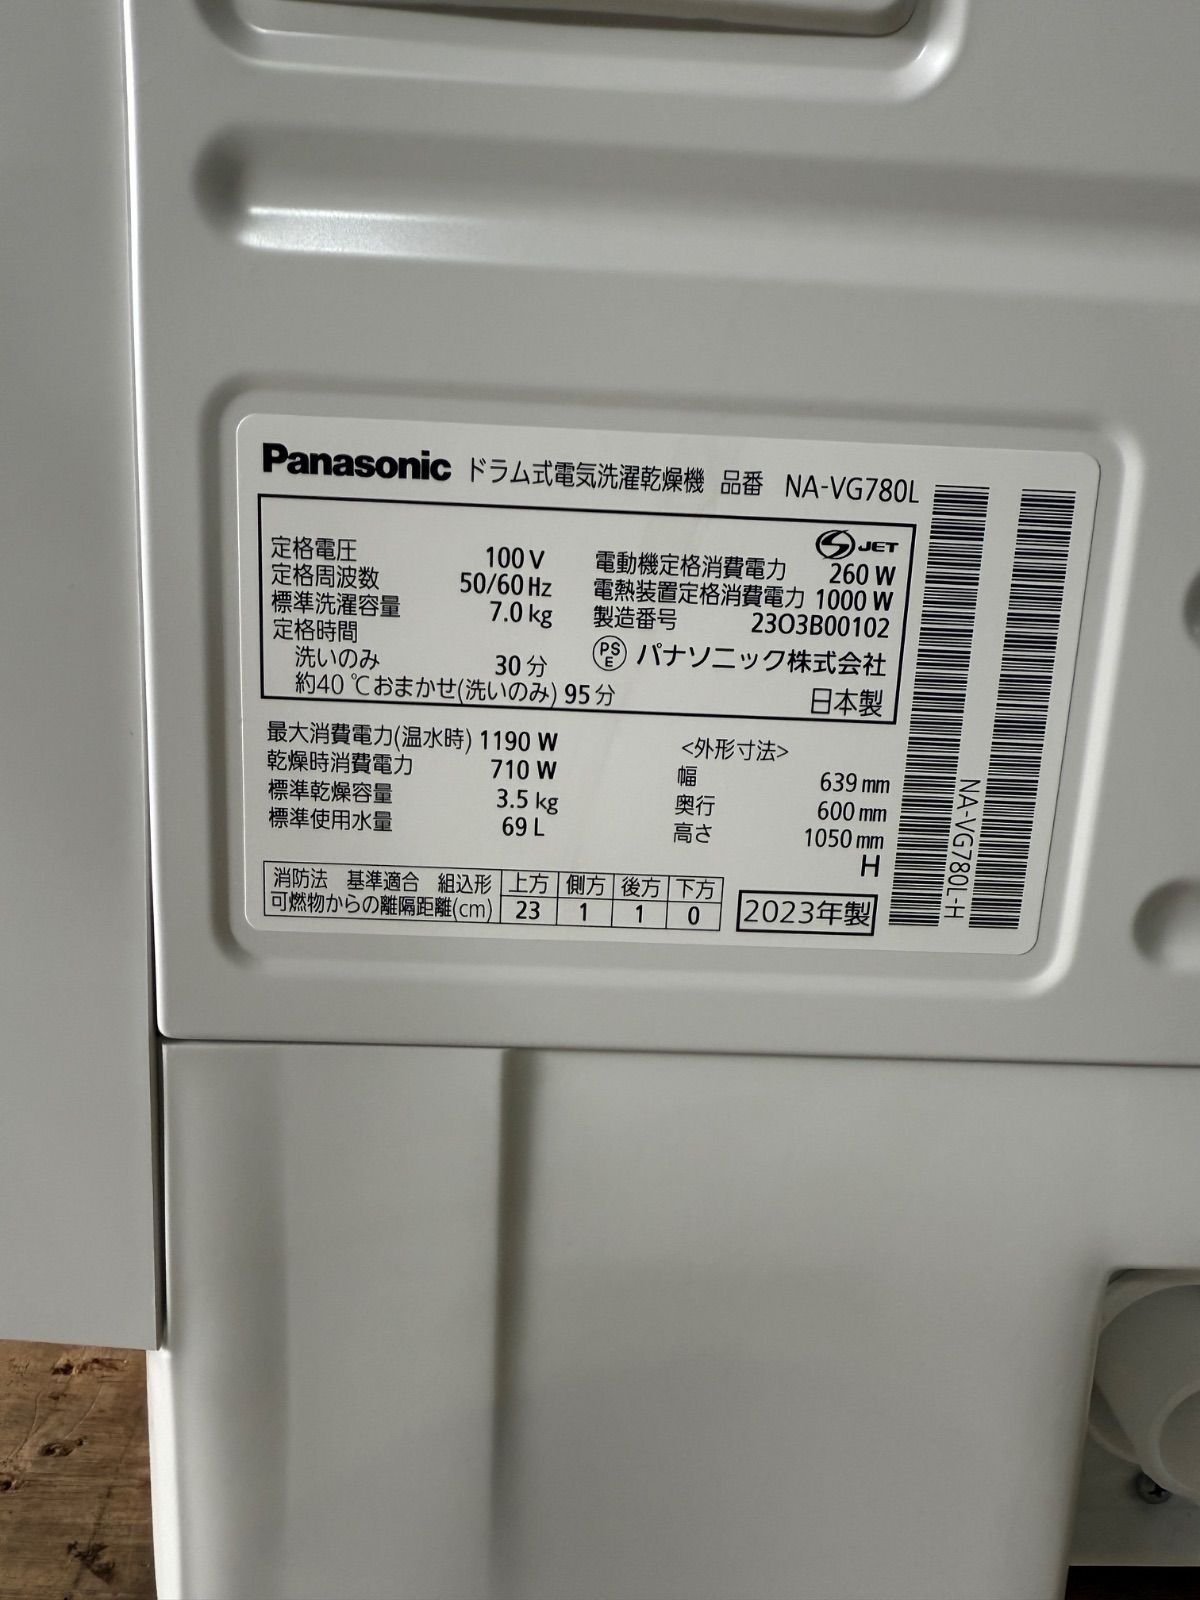 Panasonic ドラム式電気洗濯乾燥機 品番 NA-VG780L
JET
定格電圧 100 V
定格周波数 50/60 Hz
標準洗濯容量 7.0 kg
定格時間
洗いのみ 30 分
約40 ℃おまかせ(洗いのみ) 95 分
電動機定格消費電力 260 W
電熱装置定格消費電力 1000 W
製造番号 23O3B00102
PS E パナソニック株式会社
日本製
最大消費電力(温水時) 1190 W
乾燥時消費電力 710 W
標準乾燥容量 3.5 kg
標準使用水量 69 L
<外形寸法>
幅 639 mm
奥行 600 mm
高さ 1050 mm
H
消防法 基準適合 組込形 上方 側方 後方 下方
可燃物からの離隔距離(cm) 23 1 1 0
2023年製
NA-VG780L-H